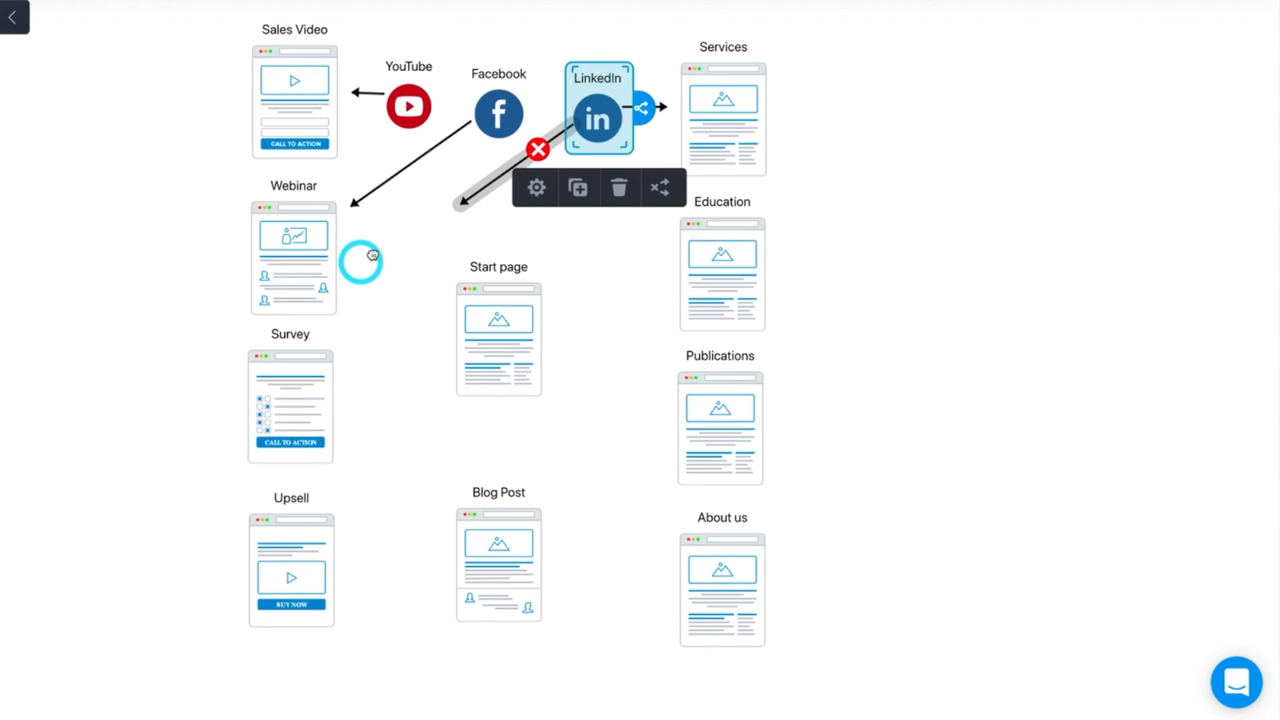 Sales Video
YouTube
Facebook
LinkedIn
Services
CALL TO ACTION
Webinar
Education
Start page
Survey
Publications
CALL TO ACTION
Upsell
Blog Post
About us
BUY NOW